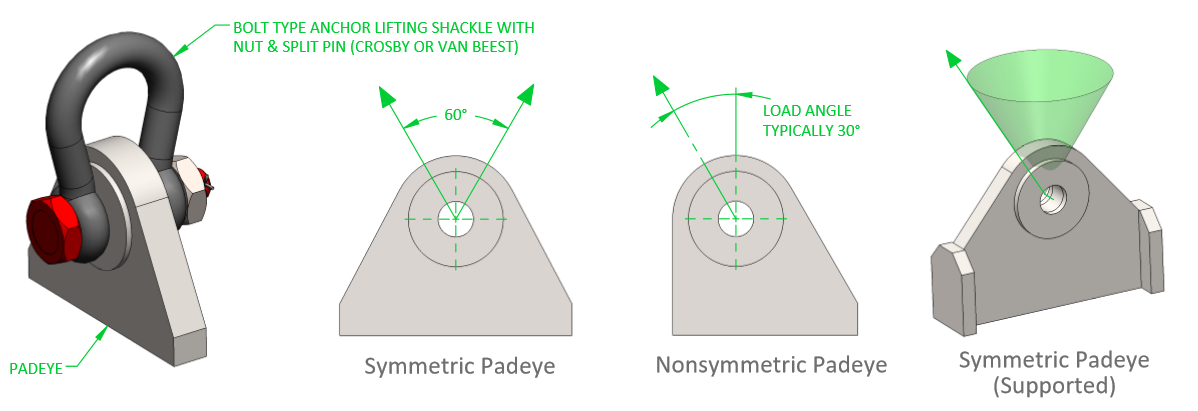 BOLT TYPE ANCHOR LIFTING SHACKLE WITH
NUT & SPLIT PIN (CROSBY OR VAN BEEST)
PADEYE
60°
Symmetric Padeye
LOAD ANGLE
TYPICALLY 30°
Nonsymmetric Padeye
Symmetric Padeye
(Supported)